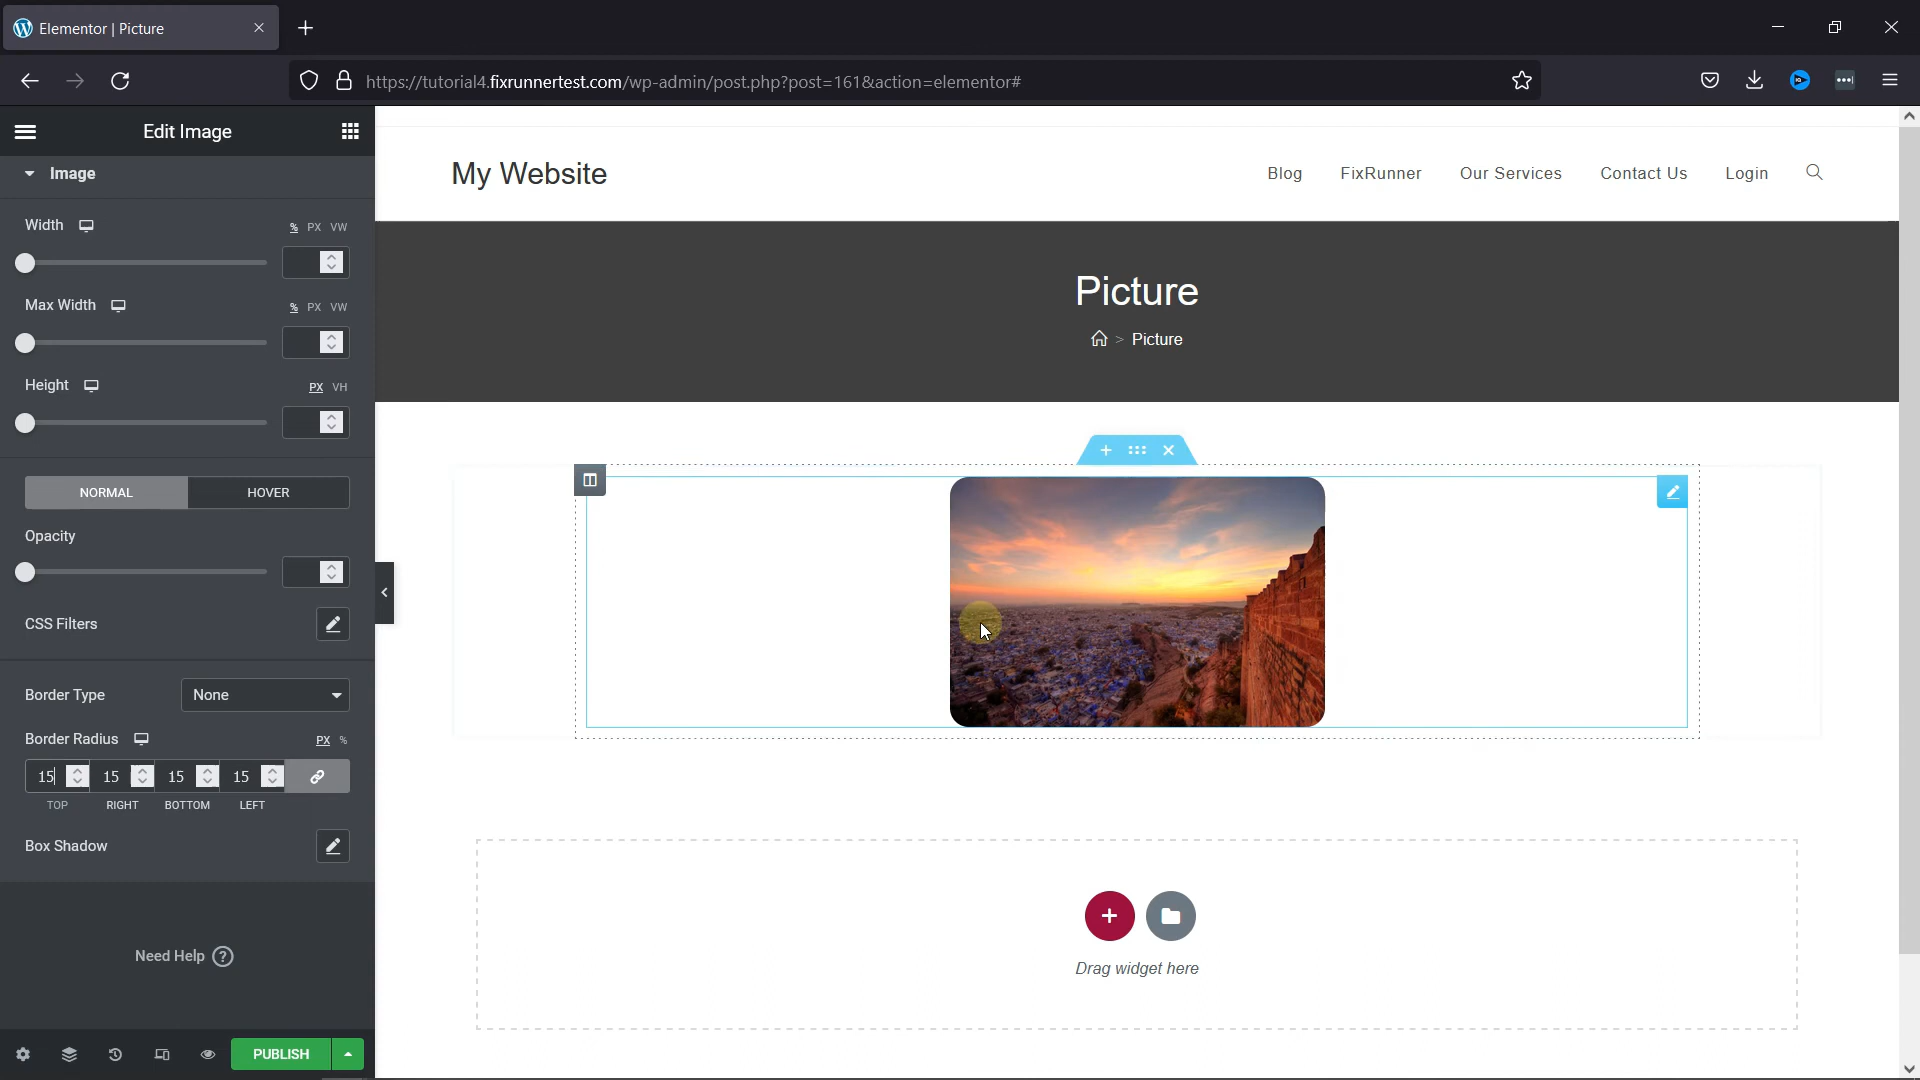 Elementor | Picture
https://tutorial4.fixrunnertest.com/wp-admin/post.php?post=161&action=elementor#
Edit Image
Image
Width % PX VW
Max Width % PX VW
Height PX VH
NORMAL HOVER
Opacity
CSS Filters
Border Type None
Border Radius PX %
15 15 15 15
TOP RIGHT BOTTOM LEFT
Box Shadow
Need Help ?
PUBLISH
My Website
Blog FixRunner Our Services Contact Us Login
Picture
> Picture
Drag widget here